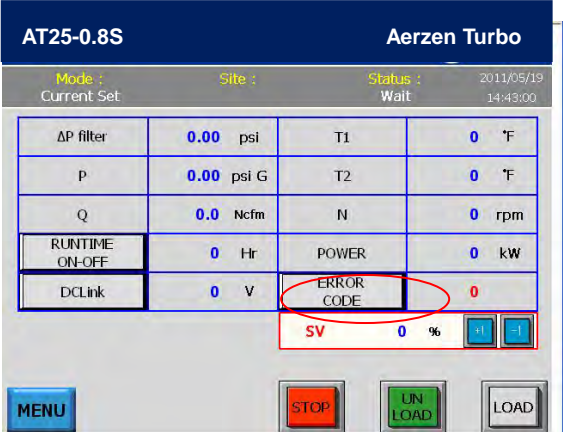 AT25-0.8S Aerzen Turbo
Mode : Site : Status : 2011/05/19
Current Set Wait 14:43:00
ΔP filter 0.00 psi T1 0 °F
P 0.00 psi G T2 0 °F
Q 0.0 Ncfm N 0 rpm
RUNTIME
ON-OFF 0 Hr POWER 0 kW
DCLink 0 V ERROR
CODE 0
SV 0 % +1 -1
MENU STOP UN
LOAD LOAD